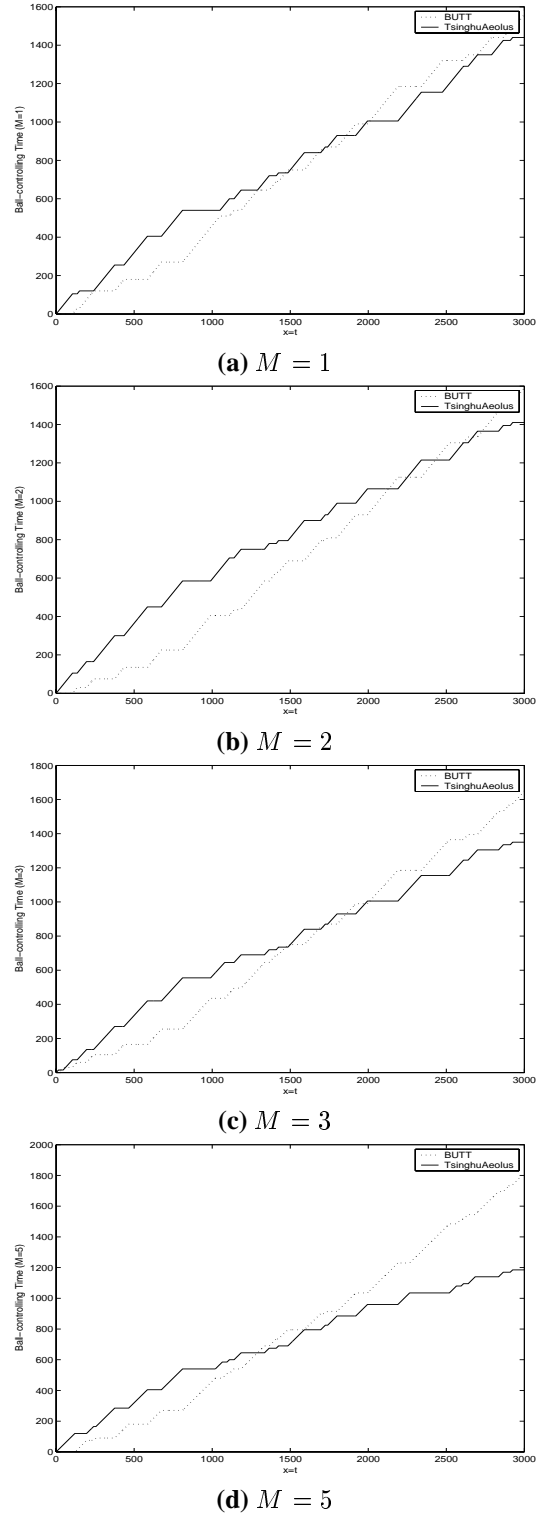 1600
BUTT
TsinghuAeolus
1400
1200
1000
800
600
400
200
0
Ball-controlling Time (M=1)
0 500 1000 1500 2000 2500 3000
x=t
(a) M = 1
1600
BUTT
TsinghuAeolus
1400
1200
1000
800
600
400
200
0
Ball-controlling Time (M=2)
0 500 1000 1500 2000 2500 3000
x=t
(b) M = 2
1800
BUTT
TsinghuAeolus
1600
1400
1200
1000
800
600
400
200
0
Ball-controlling Time (M=3)
0 500 1000 1500 2000 2500 3000
x=t
(c) M = 3
2000
BUTT
TsinghuAeolus
1800
1600
1400
1200
1000
800
600
400
200
0
Ball-controlling Time (M=5)
0 500 1000 1500 2000 2500 3000
x=t
(d) M = 5